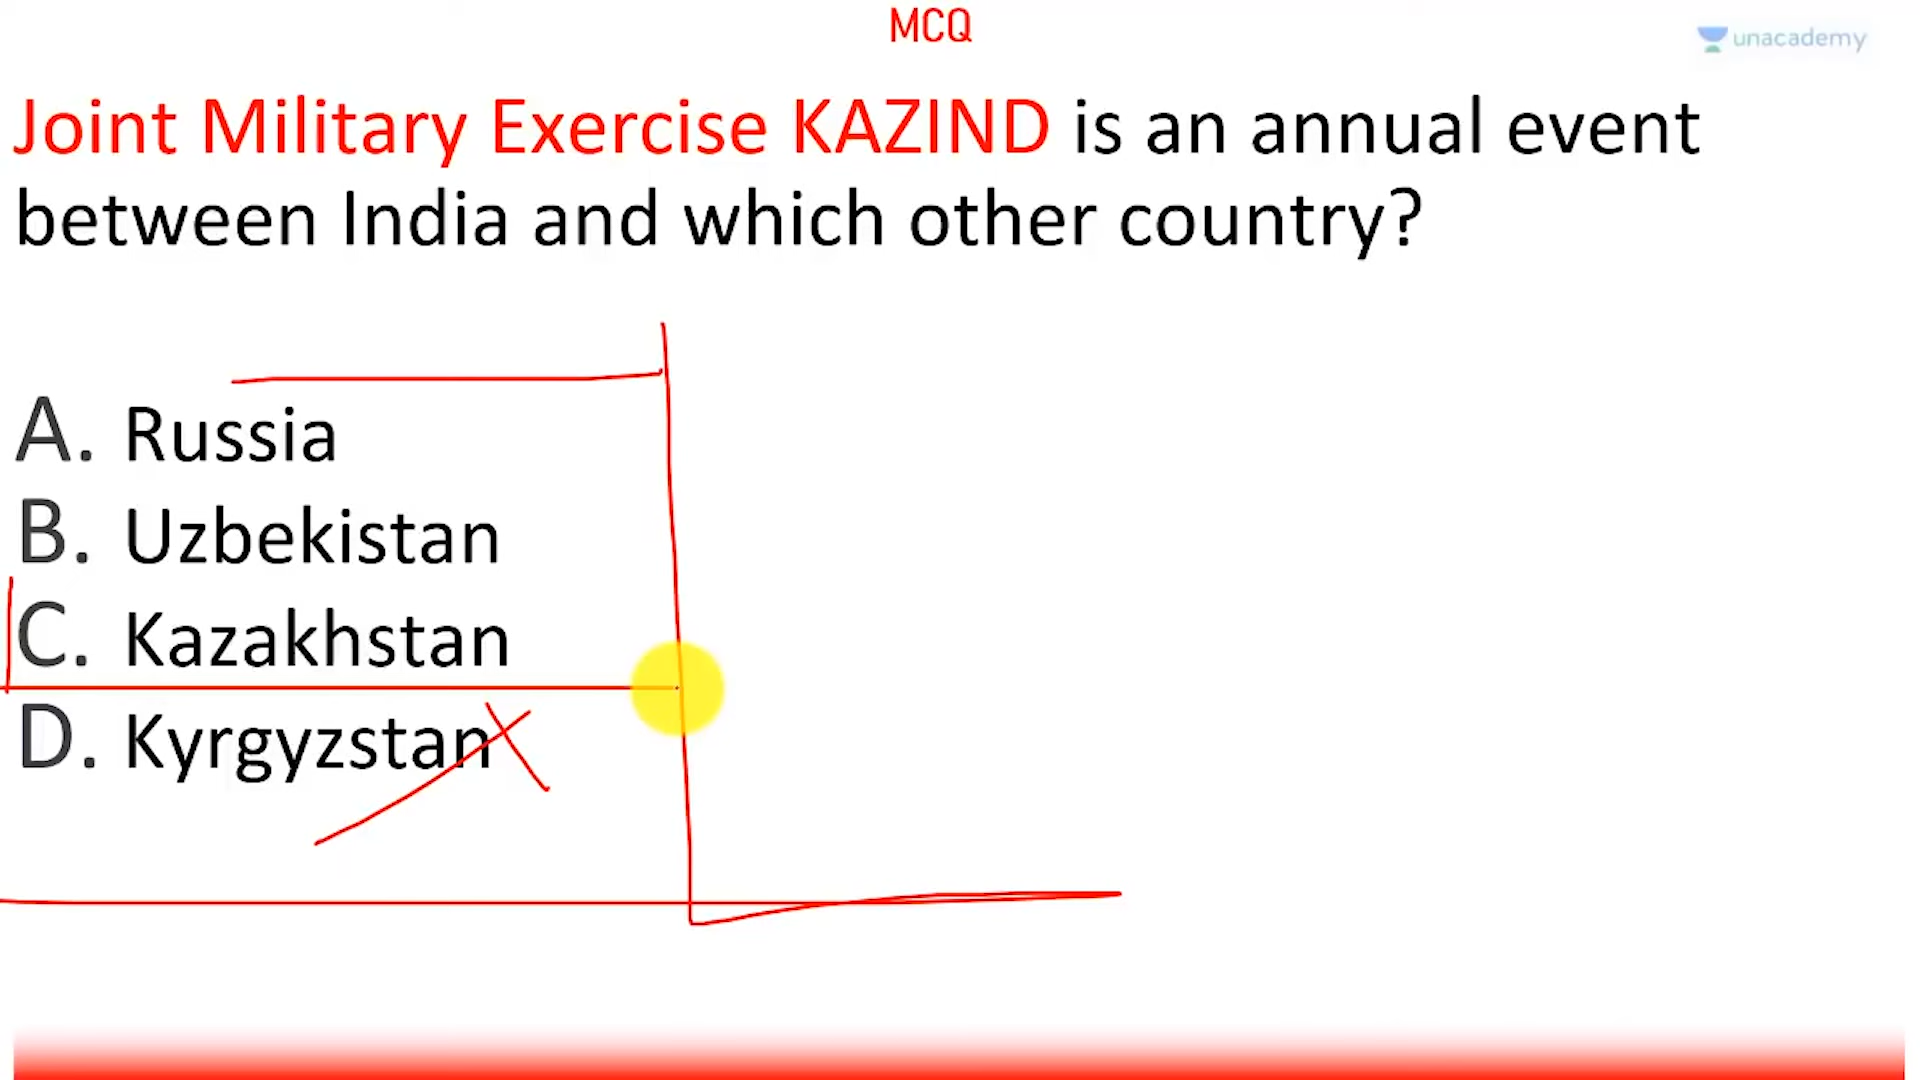 MCQ
unacademy
Joint Military Exercise KAZIND is an annual event
between India and which other country?
A. Russia
B. Uzbekistan
C. Kazakhstan
D. Kyrgyzstan